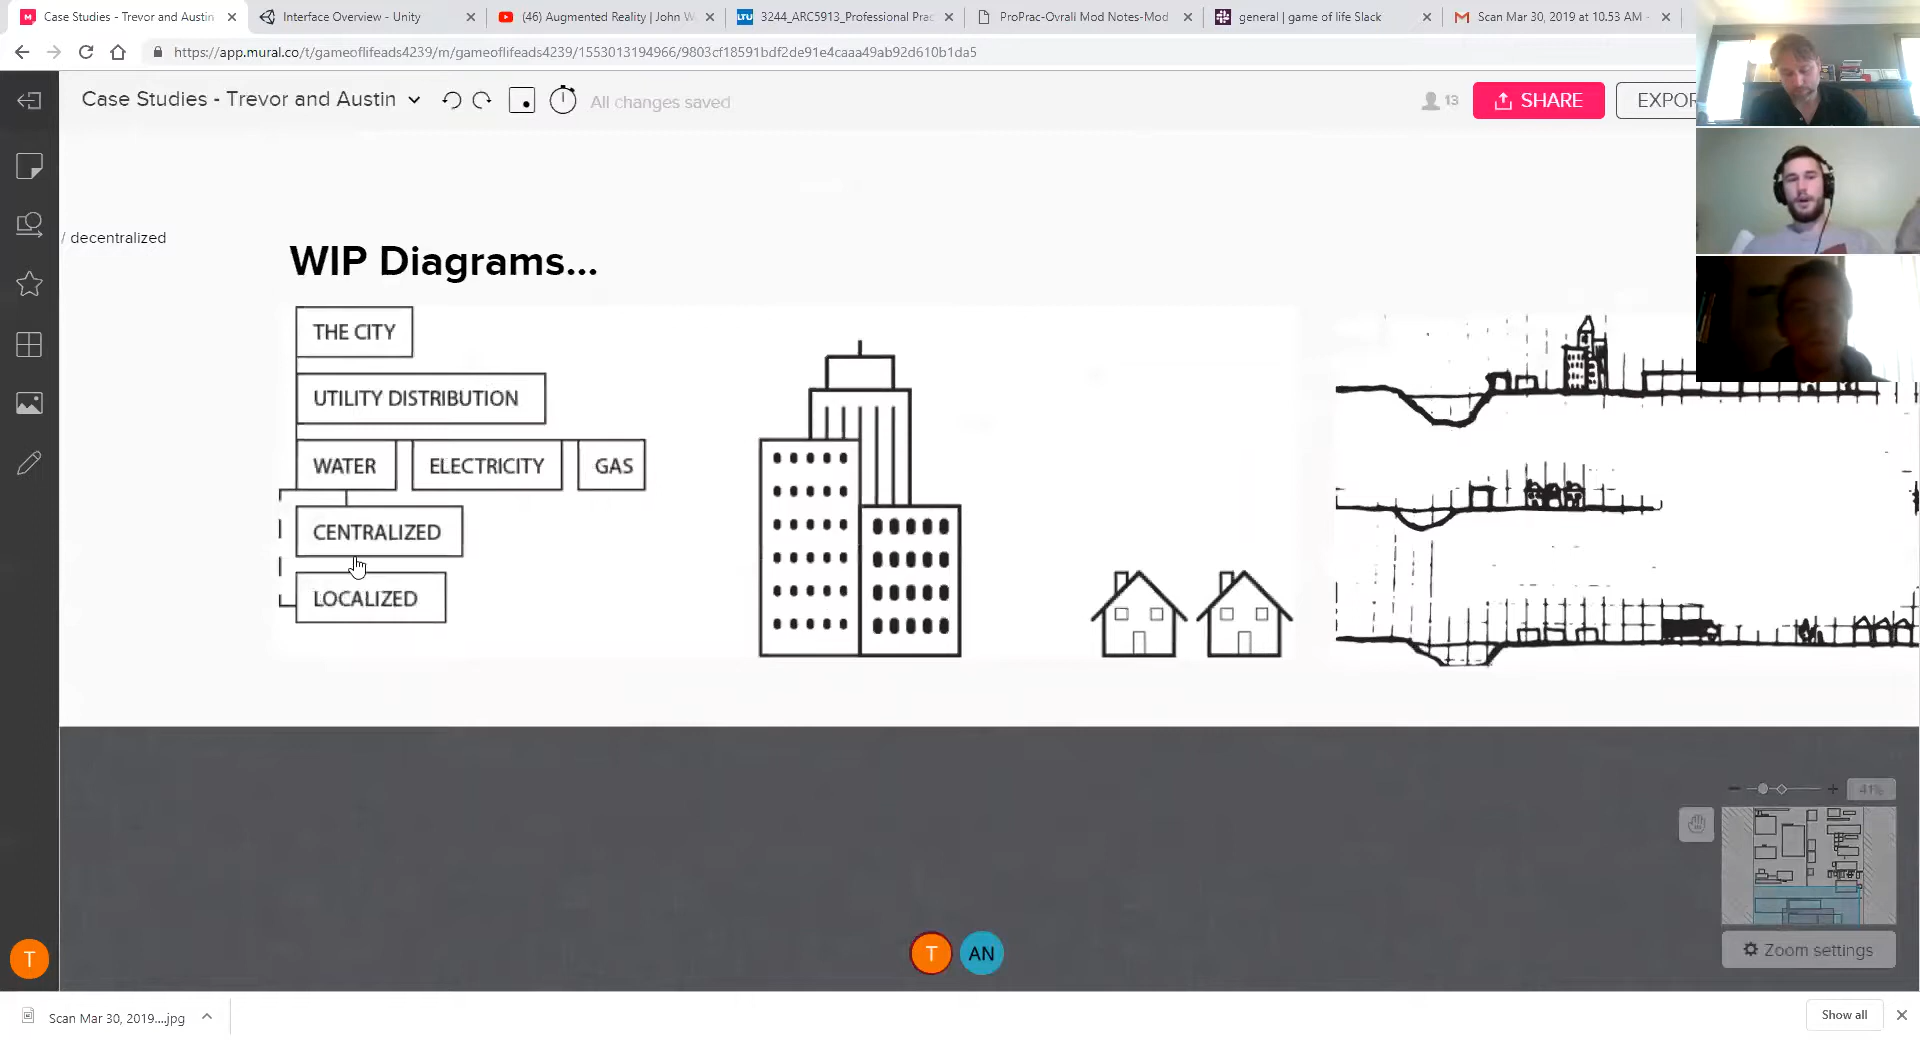 Case Studies - Trevor and Austin
Interface Overview - Unity
(46) Augmented Reality | John W
3244_ARC5913_Professional Prac
ProPrac-Ovrall Mod Notes-Mod
general | game of life Slack
Scan Mar 30, 2019 at 10.53 AM -
https://app.mural.co/t/gameoflifeads4239/m/gameoflifeads4239/1553013194966/9803cf18591bdf2de91e4caaa49ab92d610b1da5
Case Studies - Trevor and Austin
All changes saved
13
SHARE
EXPOR
/ decentralized
WIP Diagrams...
THE CITY
UTILITY DISTRIBUTION
WATER
ELECTRICITY
GAS
CENTRALIZED
LOCALIZED
41%
Zoom settings
T
T
AN
Scan Mar 30, 2019....jpg
Show all